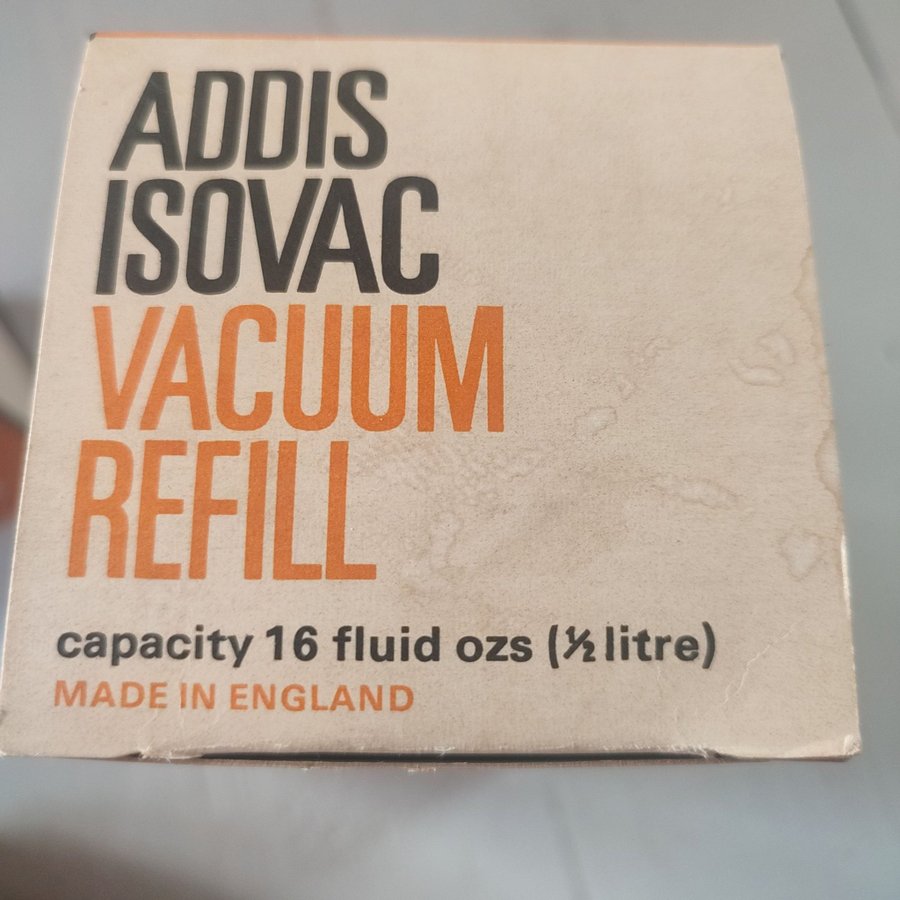 ADDIS
ISOVAC
VACUUM
REFILL
capacity 16 fluid ozs (½ litre)
MADE IN ENGLAND